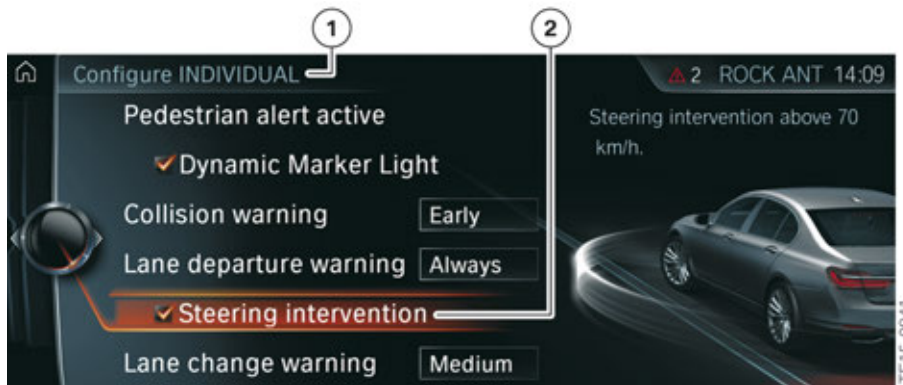 1 2
Configure INDIVIDUAL
2 ROCK ANT 14:09
Pedestrian alert active
Dynamic Marker Light
Collision warning Early
Lane departure warning Always
Steering intervention
Lane change warning Medium
Steering intervention above 70
km/h.